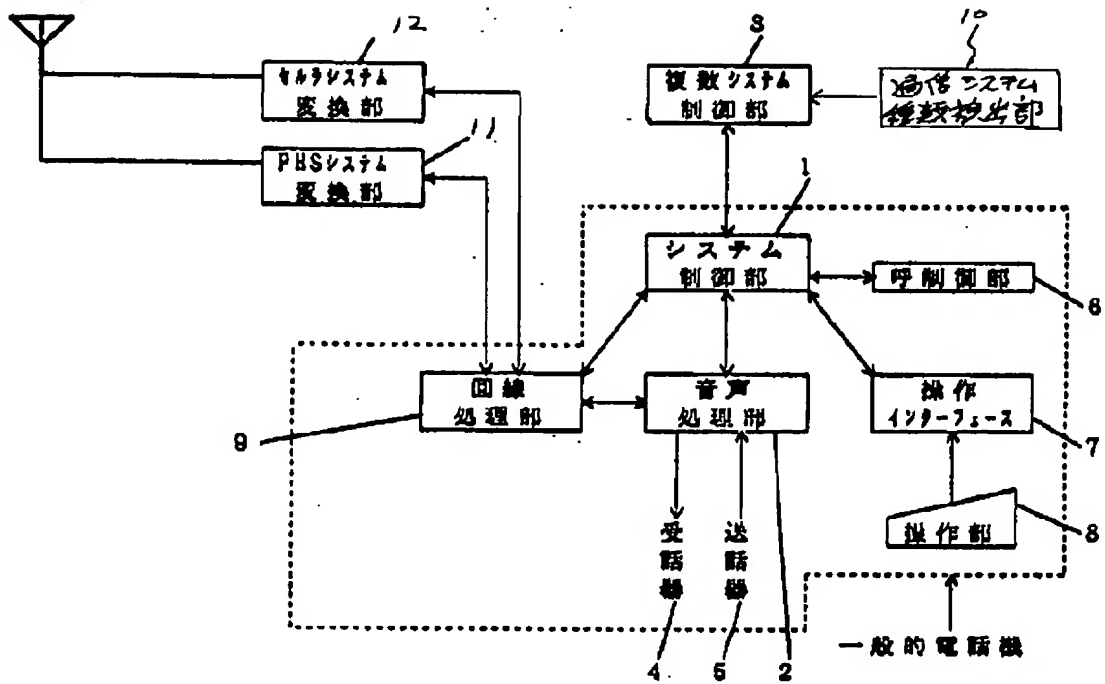 12
セルラシステム
変換部
PHSシステム
変換部
11
3
複数システム
制御部
10
通信システム
1
システム
制御部
呼制御部
6
回線
処理部
9
音声
処理部
操作
インターフェース
7
操作部
8
受話器
送話器
4
5
2
一般的電話機